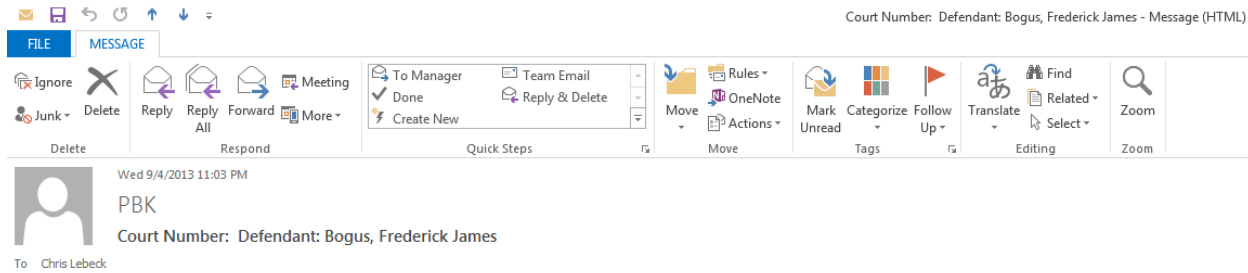 Court Number:  Defendant: Bogus, Frederick James - Message (HTML)
FILE MESSAGE
Ignore
Junk
Delete
Reply
Reply All
Forward
Meeting
More
To Manager
Team Email
Done
Reply & Delete
Create New
Move
Rules
OneNote
Actions
Mark Unread
Categorize
Follow Up
Translate
Find
Related
Select
Zoom
Delete Respond Quick Steps Move Tags Editing Zoom
Wed 9/4/2013 11:03 PM
PBK
Court Number:  Defendant: Bogus, Frederick James
To Chris Lebeck